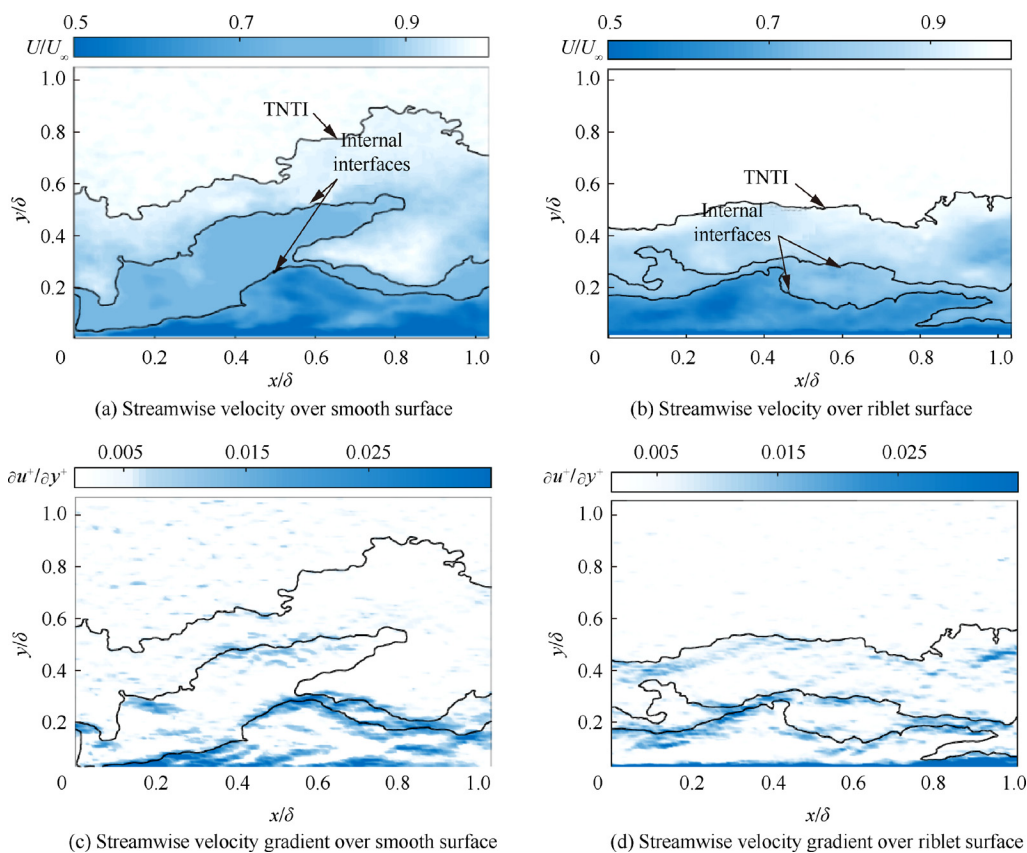 0.5 0.7 0.9
U/U∞
1.0
0.8
0.6
0.4
0.2
0
y/δ
TNTI
Internal
interfaces
0.2 0.4 0.6 0.8 1.0
x/δ
(a) Streamwise velocity over smooth surface
0.5 0.7 0.9
U/U∞
1.0
0.8
0.6
0.4
0.2
0
y/δ
TNTI
Internal
interfaces
0.2 0.4 0.6 0.8 1.0
x/δ
(b) Streamwise velocity over riblet surface
0.005 0.015 0.025
∂u⁺/∂y⁺
1.0
0.8
0.6
0.4
0.2
0
y/δ
0.2 0.4 0.6 0.8 1.0
x/δ
(c) Streamwise velocity gradient over smooth surface
0.005 0.015 0.025
∂u⁺/∂y⁺
1.0
0.8
0.6
0.4
0.2
0
y/δ
0.2 0.4 0.6 0.8 1.0
x/δ
(d) Streamwise velocity gradient over riblet surface